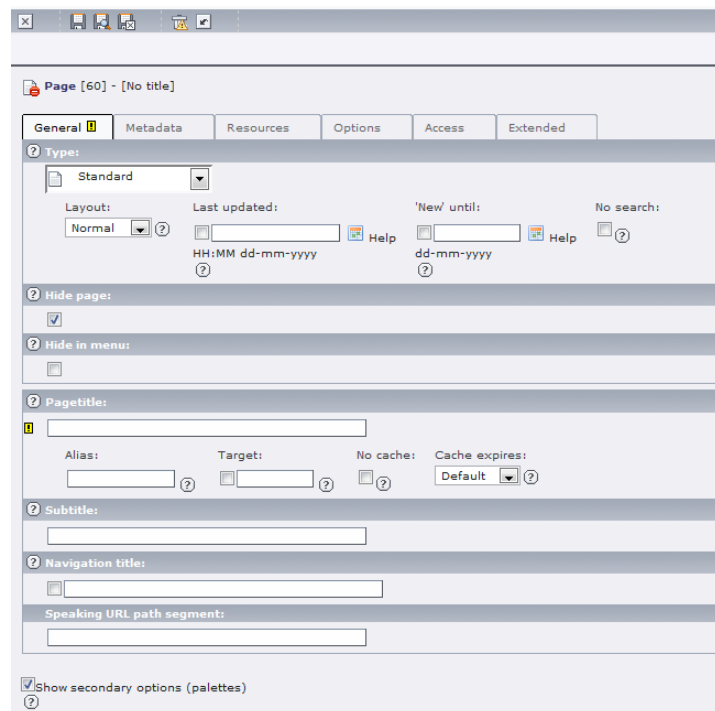 Page [60] - [No title]
General Metadata Resources Options Access Extended
Type:
Standard
Layout: Last updated: 'New' until: No search:
Normal Help Help
HH:MM dd-mm-yyyy dd-mm-yyyy
Hide page:
Hide in menu:
Pagetitle:
Alias: Target: No cache: Cache expires:
Default
Subtitle:
Navigation title:
Speaking URL path segment:
Show secondary options (palettes)